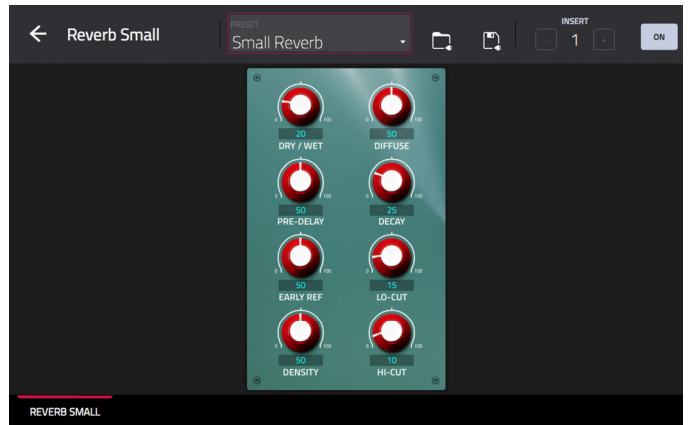 Reverb Small
PRESET
Small Reverb
INSERT
- 1 +
ON
0 100 0 100
20 50
DRY / WET DIFFUSE
0 100 0 100
50 25
PRE-DELAY DECAY
0 100 0 100
50 15
EARLY REF LO-CUT
0 100 0 100
50 10
DENSITY HI-CUT
REVERB SMALL